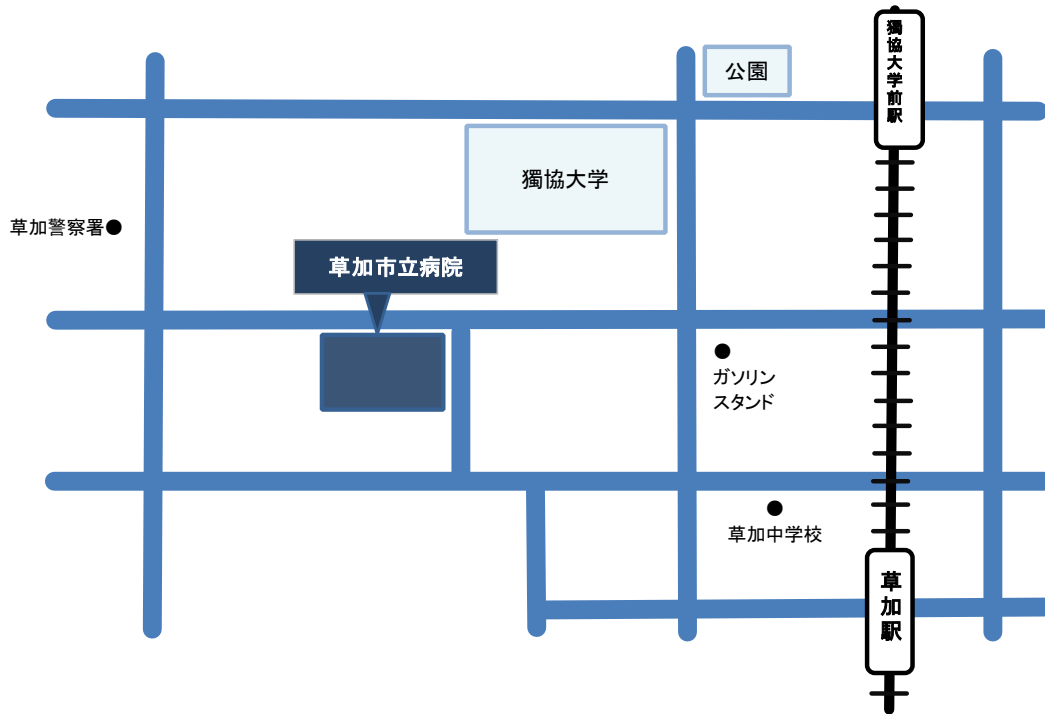 獨協大学前駅
公園
獨協大学
草加警察署
草加市立病院
ガソリン
スタンド
草加中学校
草加駅